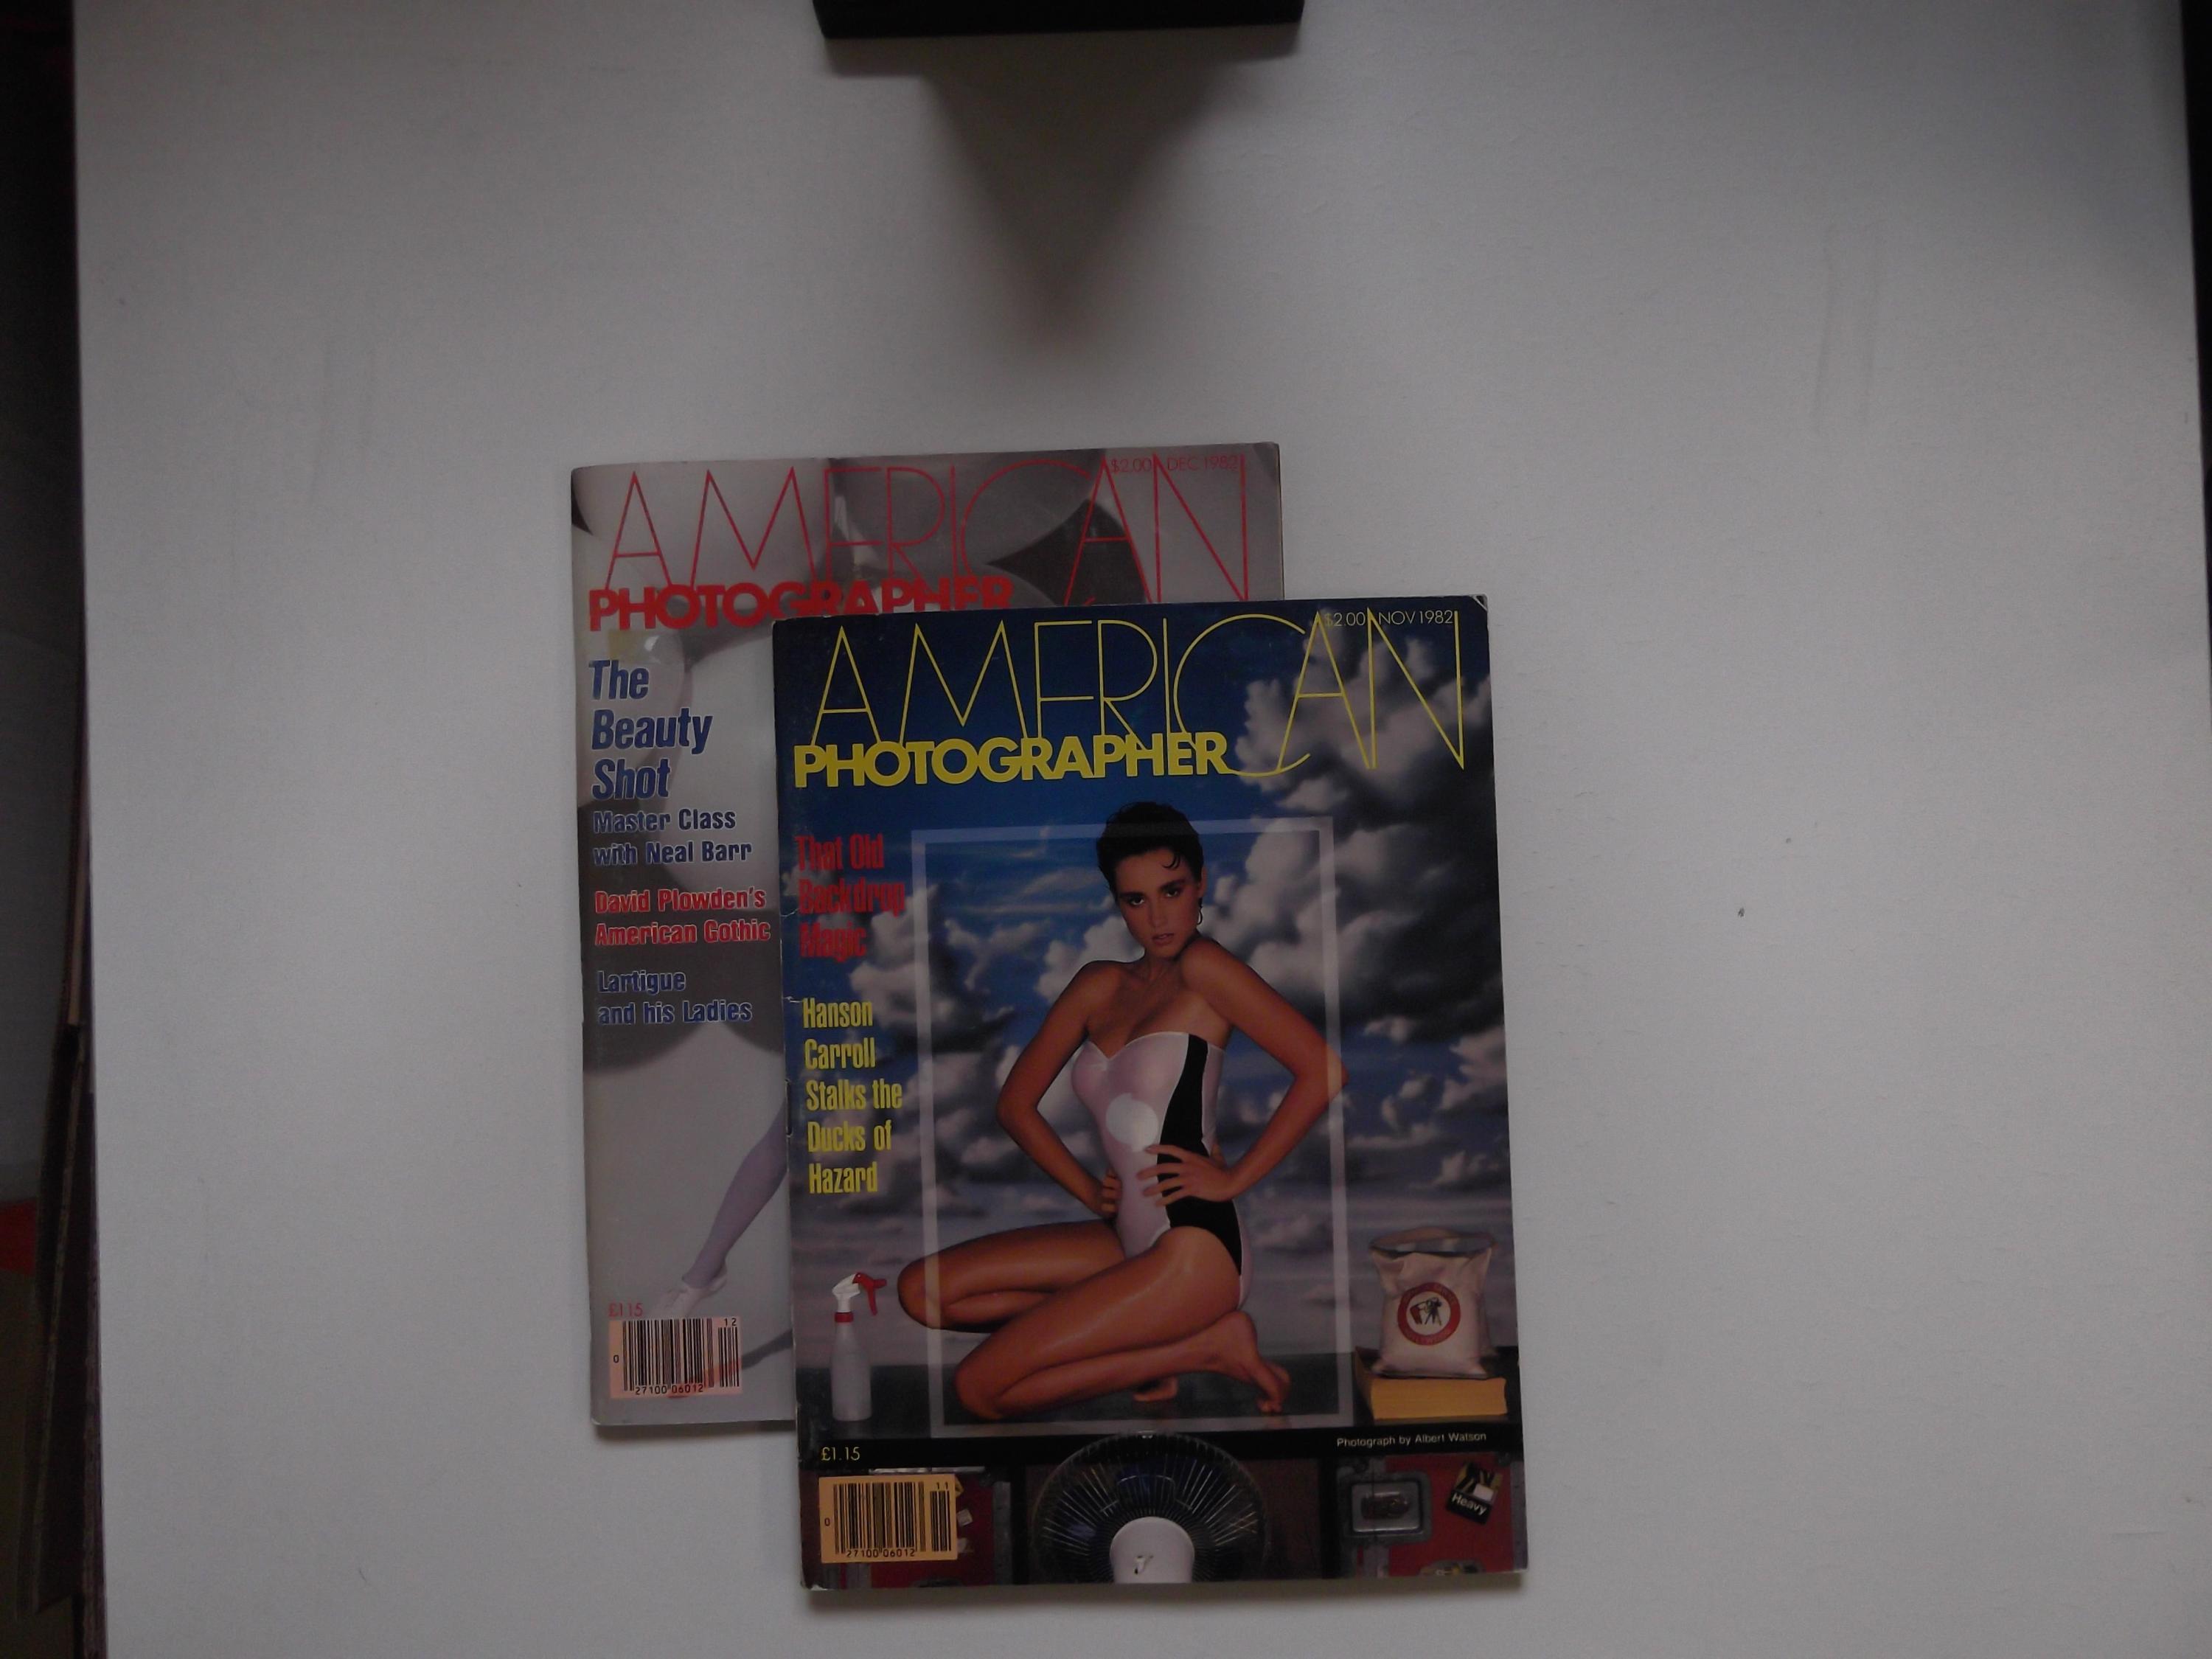 $2.00 DEC 1982
AMERICAN
PHOTOGRAPHER
The
Beauty
Shot
Master Class
with Neal Barr
David Plowden's
American Gothic
Lartigue
and his Ladies
£1.15
12
0
27100 06012
$2.00 NOV 1982
AMERICAN
PHOTOGRAPHER
That Old
Backdrop
Magic
Hanson
Carroll
Stalks the
Ducks of
Hazard
Photograph by Albert Watson
£1.15
11
0
27100 06012
Heavy